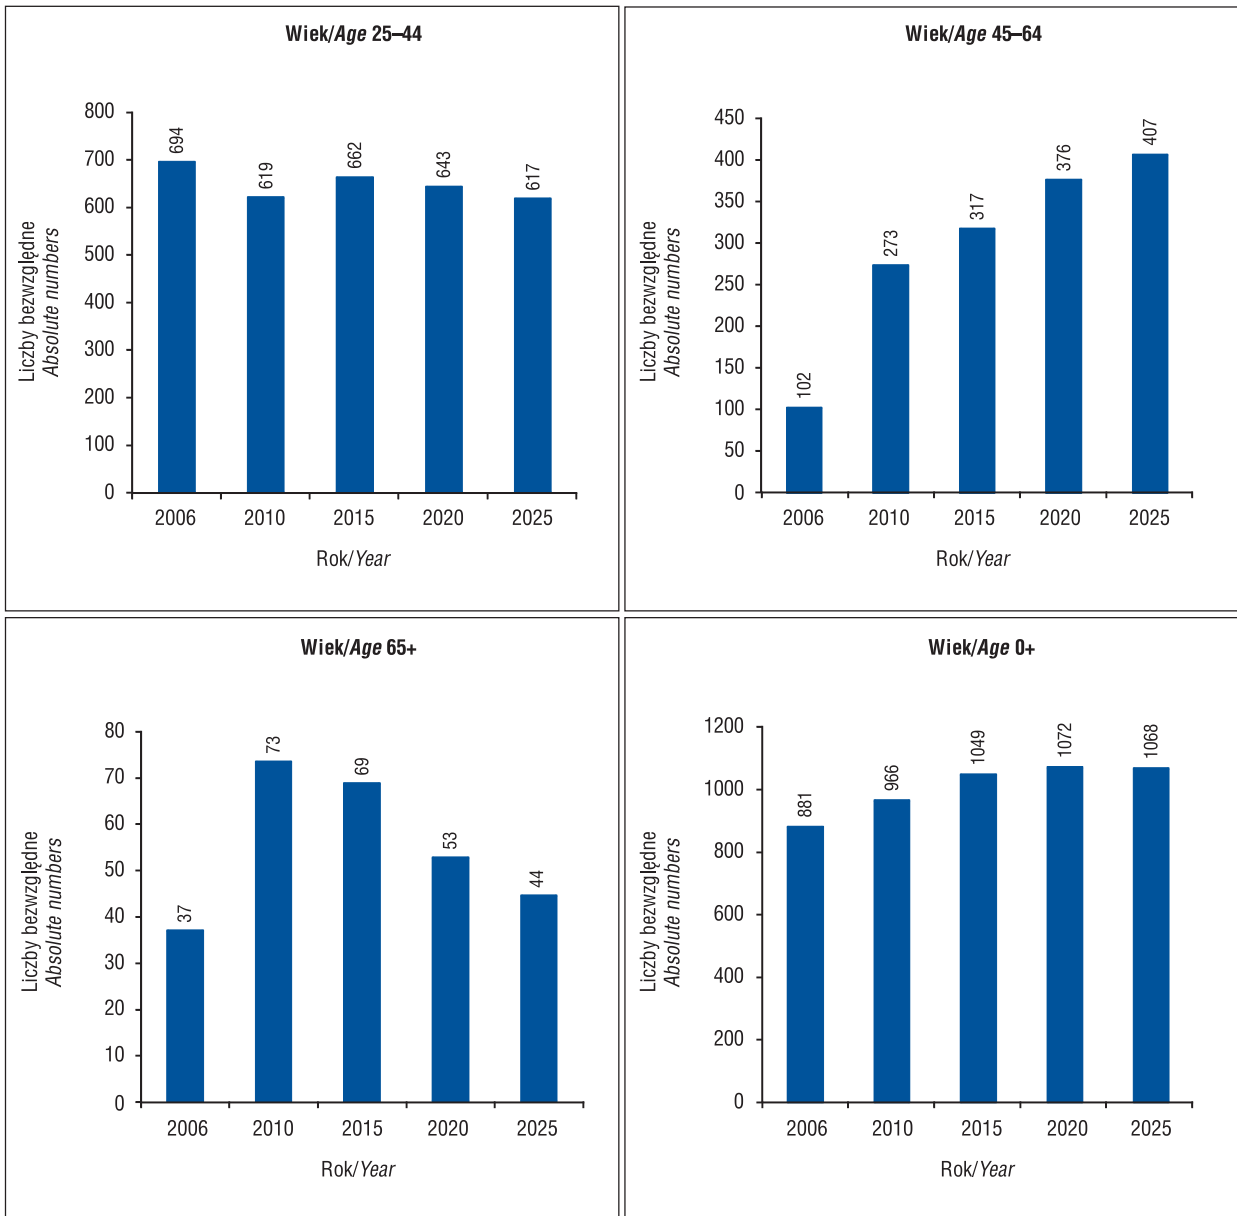 Wiek/Age 25–44
800
700
600
500
400
300
200
100
0
694
619
662
643
617
2006 2010 2015 2020 2025
Rok/Year
Liczby bezwzględne
Absolute numbers
Wiek/Age 45–64
450
400
350
300
250
200
150
100
50
0
102
273
317
376
407
2006 2010 2015 2020 2025
Rok/Year
Liczby bezwzględne
Absolute numbers
Wiek/Age 65+
80
70
60
50
40
30
20
10
0
37
73
69
53
44
2006 2010 2015 2020 2025
Rok/Year
Liczby bezwzględne
Absolute numbers
Wiek/Age 0+
1200
1000
800
600
400
200
0
881
966
1049
1072
1068
2006 2010 2015 2020 2025
Rok/Year
Liczby bezwzględne
Absolute numbers